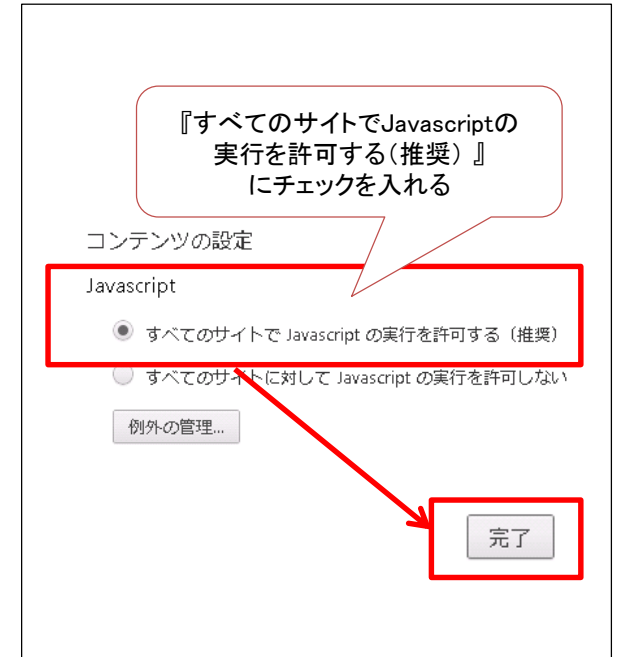 『すべてのサイトでJavascriptの
実行を許可する（推奨）』
にチェックを入れる
コンテンツの設定
Javascript
すべてのサイトで Javascript の実行を許可する（推奨）
すべてのサイトに対して Javascript の実行を許可しない
例外の管理...
完了